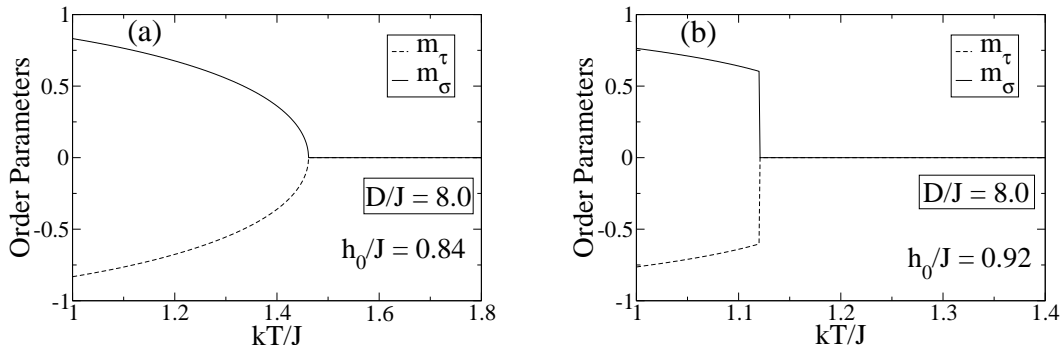 (a)
1
0.5
0
-0.5
-1
Order Parameters
m_τ
m_σ
D/J = 8.0
h_0/J = 0.84
1 1.2 1.4 1.6 1.8
kT/J
(b)
1
0.5
0
-0.5
-1
Order Parameters
m_τ
m_σ
D/J = 8.0
h_0/J = 0.92
1 1.1 1.2 1.3 1.4
kT/J